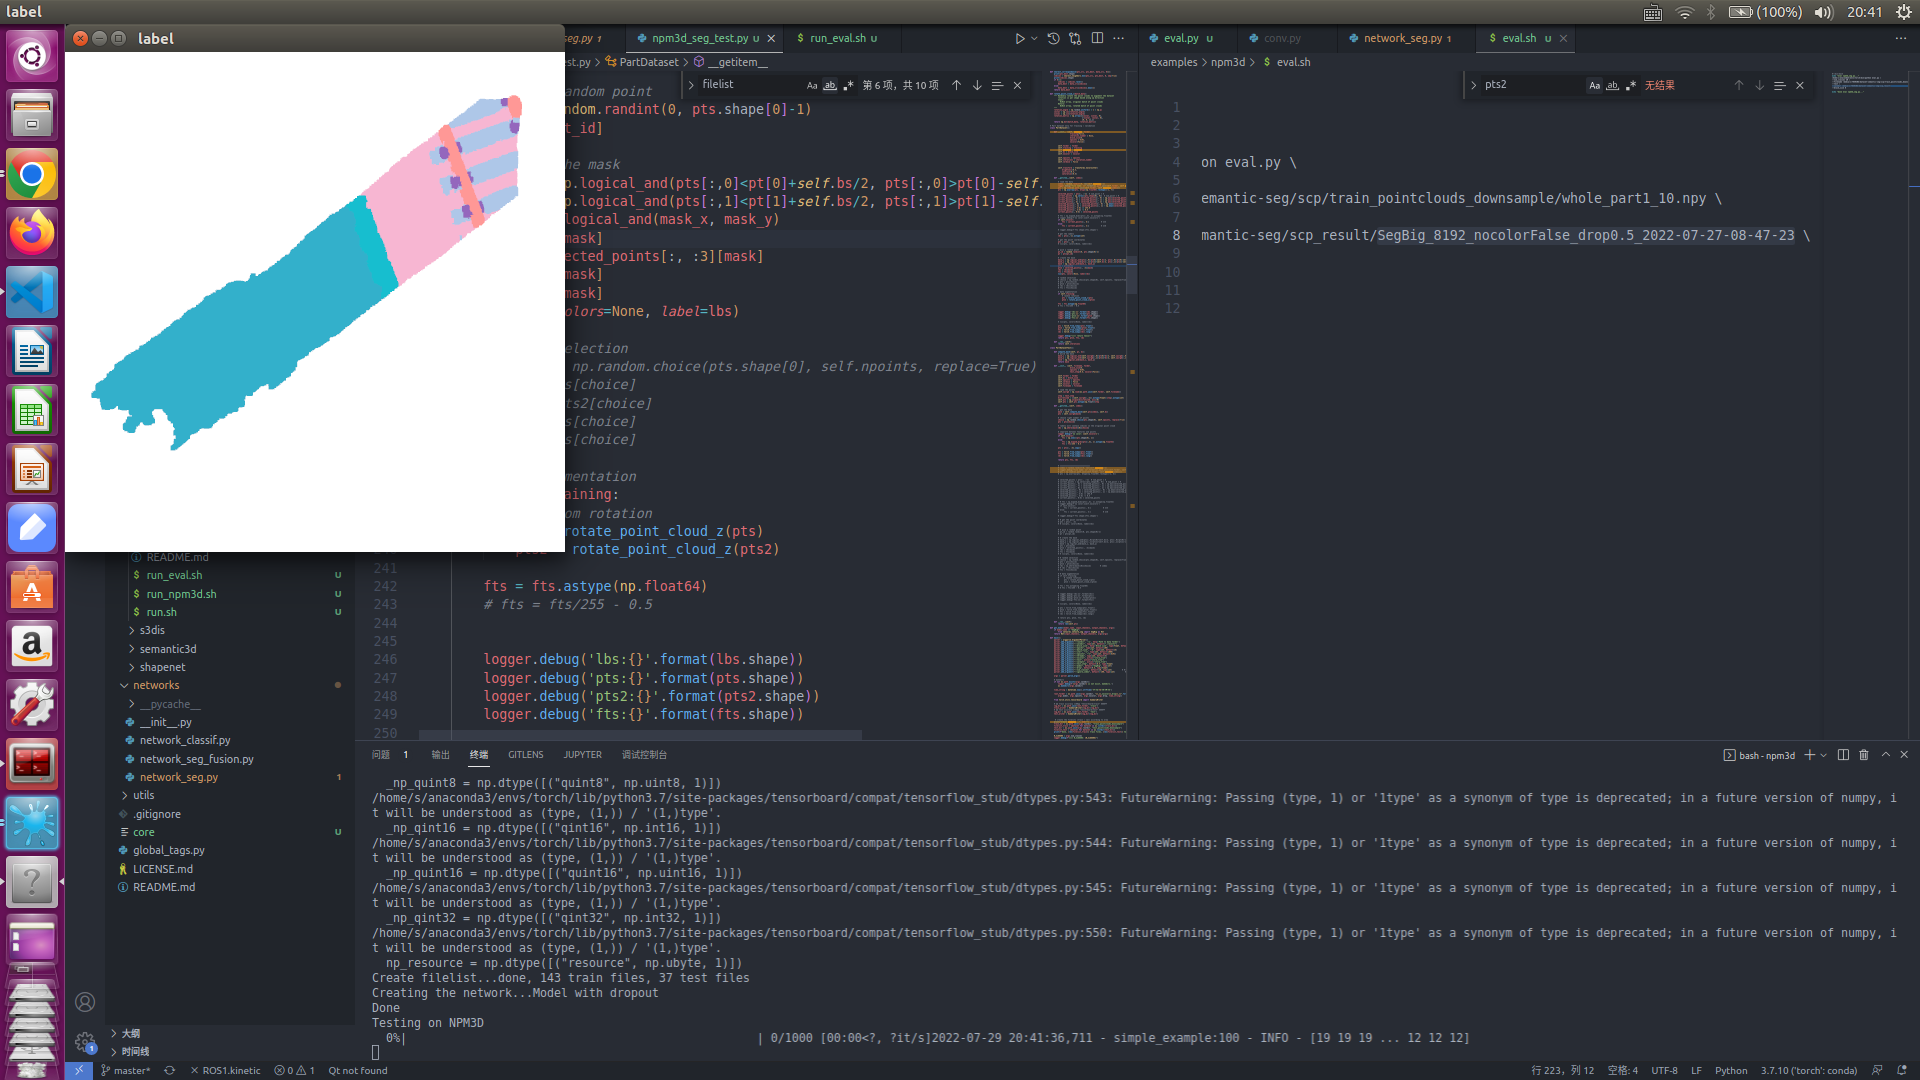 label
(100%)
20:41
label
seg.py 1
npm3d_seg_test.py U
run_eval.sh U
eval.py U
conv.py
network_seg.py 1
eval.sh U
est.py > PartDataset > __getitem__
examples > npm3d > $ eval.sh
filelist
第 6 项，共 10 项
pts2
无结果
andom point
dom.randint(0, pts.shape[0]-1)
t_id]
he mask
p.logical_and(pts[:,0]<pt[0]+self.bs/2, pts[:,0]>pt[0]-self.
p.logical_and(pts[:,1]<pt[1]+self.bs/2, pts[:,1]>pt[1]-self.
logical_and(mask_x, mask_y)
mask]
ected_points[:, :3][mask]
mask]
mask]
olors=None, label=lbs)
election
np.random.choice(pts.shape[0], self.npoints, replace=True)
s[choice]
ts2[choice]
s[choice]
s[choice]
mentation
aining:
om rotation
rotate_point_cloud_z(pts)
rotate_point_cloud_z(pts2)
241
242 fts = fts.astype(np.float64)
243 # fts = fts/255 - 0.5
244
245
246 logger.debug('lbs:{}'.format(lbs.shape))
247 logger.debug('pts:{}'.format(pts.shape))
248 logger.debug('pts2:{}'.format(pts2.shape))
249 logger.debug('fts:{}'.format(fts.shape))
250
1
2
3
4 on eval.py \
5
6 emantic-seg/scp/train_pointclouds_downsample/whole_part1_10.npy \
7
8 mantic-seg/scp_result/SegBig_8192_nocolorFalse_drop0.5_2022-07-27-08-47-23 \
9
10
11
12
README.md
$ run_eval.sh U
$ run_npm3d.sh U
$ run.sh U
s3dis
semantic3d
shapenet
networks
__pycache__
__init__.py
network_classif.py
network_seg_fusion.py
network_seg.py 1
utils
.gitignore
core U
global_tags.py
LICENSE.md
README.md
大纲
时间线
问题 1 输出 终端 GITLENS JUPYTER 调试控制台
bash - npm3d
_np_quint8 = np.dtype([("quint8", np.uint8, 1)])
/home/s/anaconda3/envs/torch/lib/python3.7/site-packages/tensorboard/compat/tensorflow_stub/dtypes.py:543: FutureWarning: Passing (type, 1) or '1type' as a synonym of type is deprecated; in a future version of numpy, i
t will be understood as (type, (1,)) / '(1,)type'.
_np_qint16 = np.dtype([("qint16", np.int16, 1)])
/home/s/anaconda3/envs/torch/lib/python3.7/site-packages/tensorboard/compat/tensorflow_stub/dtypes.py:544: FutureWarning: Passing (type, 1) or '1type' as a synonym of type is deprecated; in a future version of numpy, i
t will be understood as (type, (1,)) / '(1,)type'.
_np_quint16 = np.dtype([("quint16", np.uint16, 1)])
/home/s/anaconda3/envs/torch/lib/python3.7/site-packages/tensorboard/compat/tensorflow_stub/dtypes.py:545: FutureWarning: Passing (type, 1) or '1type' as a synonym of type is deprecated; in a future version of numpy, i
t will be understood as (type, (1,)) / '(1,)type'.
_np_qint32 = np.dtype([("qint32", np.int32, 1)])
/home/s/anaconda3/envs/torch/lib/python3.7/site-packages/tensorboard/compat/tensorflow_stub/dtypes.py:550: FutureWarning: Passing (type, 1) or '1type' as a synonym of type is deprecated; in a future version of numpy, i
t will be understood as (type, (1,)) / '(1,)type'.
np_resource = np.dtype([("resource", np.ubyte, 1)])
Create filelist...done, 143 train files, 37 test files
Creating the network...Model with dropout
Done
Testing on NPM3D
0%| | 0/1000 [00:00<?, ?it/s]2022-07-29 20:41:36,711 - simple_example:100 - INFO - [19 19 19 ... 12 12 12]
1
master* ROS1.kinetic 0 1 Qt not found
行 223，列 12 空格: 4 UTF-8 LF Python 3.7.10 ('torch': conda)